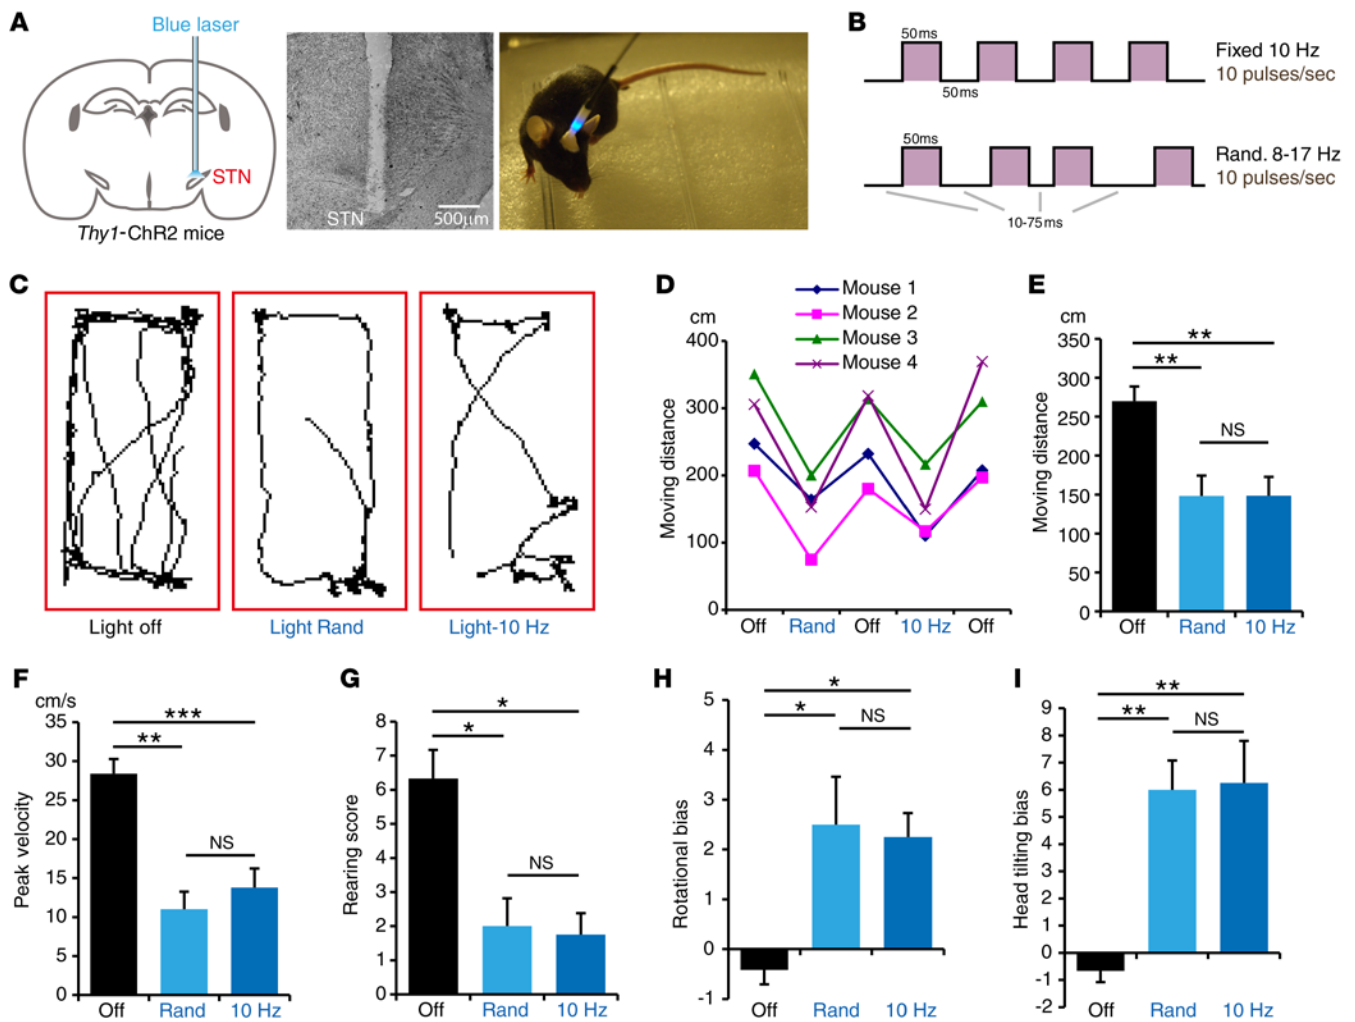 A
Blue laser
STN
Thy1-ChR2 mice
STN
500μm
B
50ms
50ms
Fixed 10 Hz
10 pulses/sec
50ms
10-75ms
Rand. 8-17 Hz
10 pulses/sec
C
Light off
Light Rand
Light-10 Hz
D
Mouse 1
Mouse 2
Mouse 3
Mouse 4
cm
Moving distance
400
300
200
100
0
Off Rand Off 10 Hz Off
E
cm
Moving distance
350
300
250
200
150
100
50
0
**
**
NS
Off Rand 10 Hz
F
cm/s
Peak velocity
35
30
25
20
15
10
5
0
***
**
NS
Off Rand 10 Hz
G
Rearing score
8
7
6
5
4
3
2
1
0
*
*
NS
Off Rand 10 Hz
H
Rotational bias
5
4
3
2
1
0
-1
*
*
NS
Off Rand 10 Hz
I
Head tilting bias
9
8
7
6
5
4
3
2
1
0
-1
-2
**
**
NS
Off Rand 10 Hz